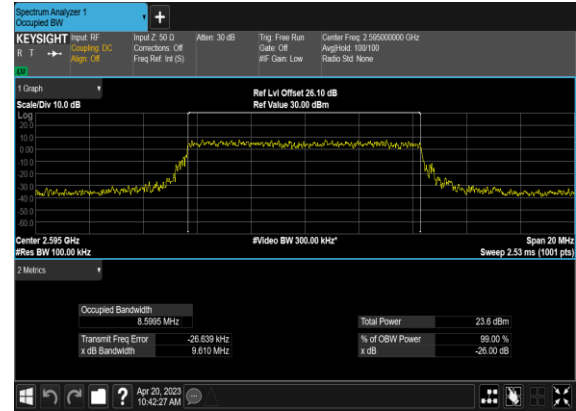 Spectrum Analyzer 1
Occupied BW
KEYSIGHT
R T
LU
Input: RF
Coupling: DC
Align: Off
Input Z: 50 Ω
Corrections: Off
Freq Ref: Int (S)
Atten: 30 dB
Trig: Free Run
Gate: Off
#IF Gain: Low
Center Freq: 2.595000000 GHz
Avg|Hold: 100/100
Radio Std: None
1 Graph
Scale/Div 10.0 dB
Ref Lvl Offset 26.10 dB
Ref Value 30.00 dBm
Log
20.0
10.0
0.00
-10.0
-20.0
-30.0
-40.0
-50.0
-60.0
Center 2.595 GHz
#Video BW 300.00 kHz*
Span 20 MHz
#Res BW 100.00 kHz
Sweep 2.53 ms (1001 pts)
2 Metrics
Occupied Bandwidth
8.5995 MHz
Total Power 23.6 dBm
Transmit Freq Error -26.639 kHz
% of OBW Power 99.00 %
x dB Bandwidth 9.610 MHz
x dB -26.00 dB
?
Apr 20, 2023
10:42:27 AM